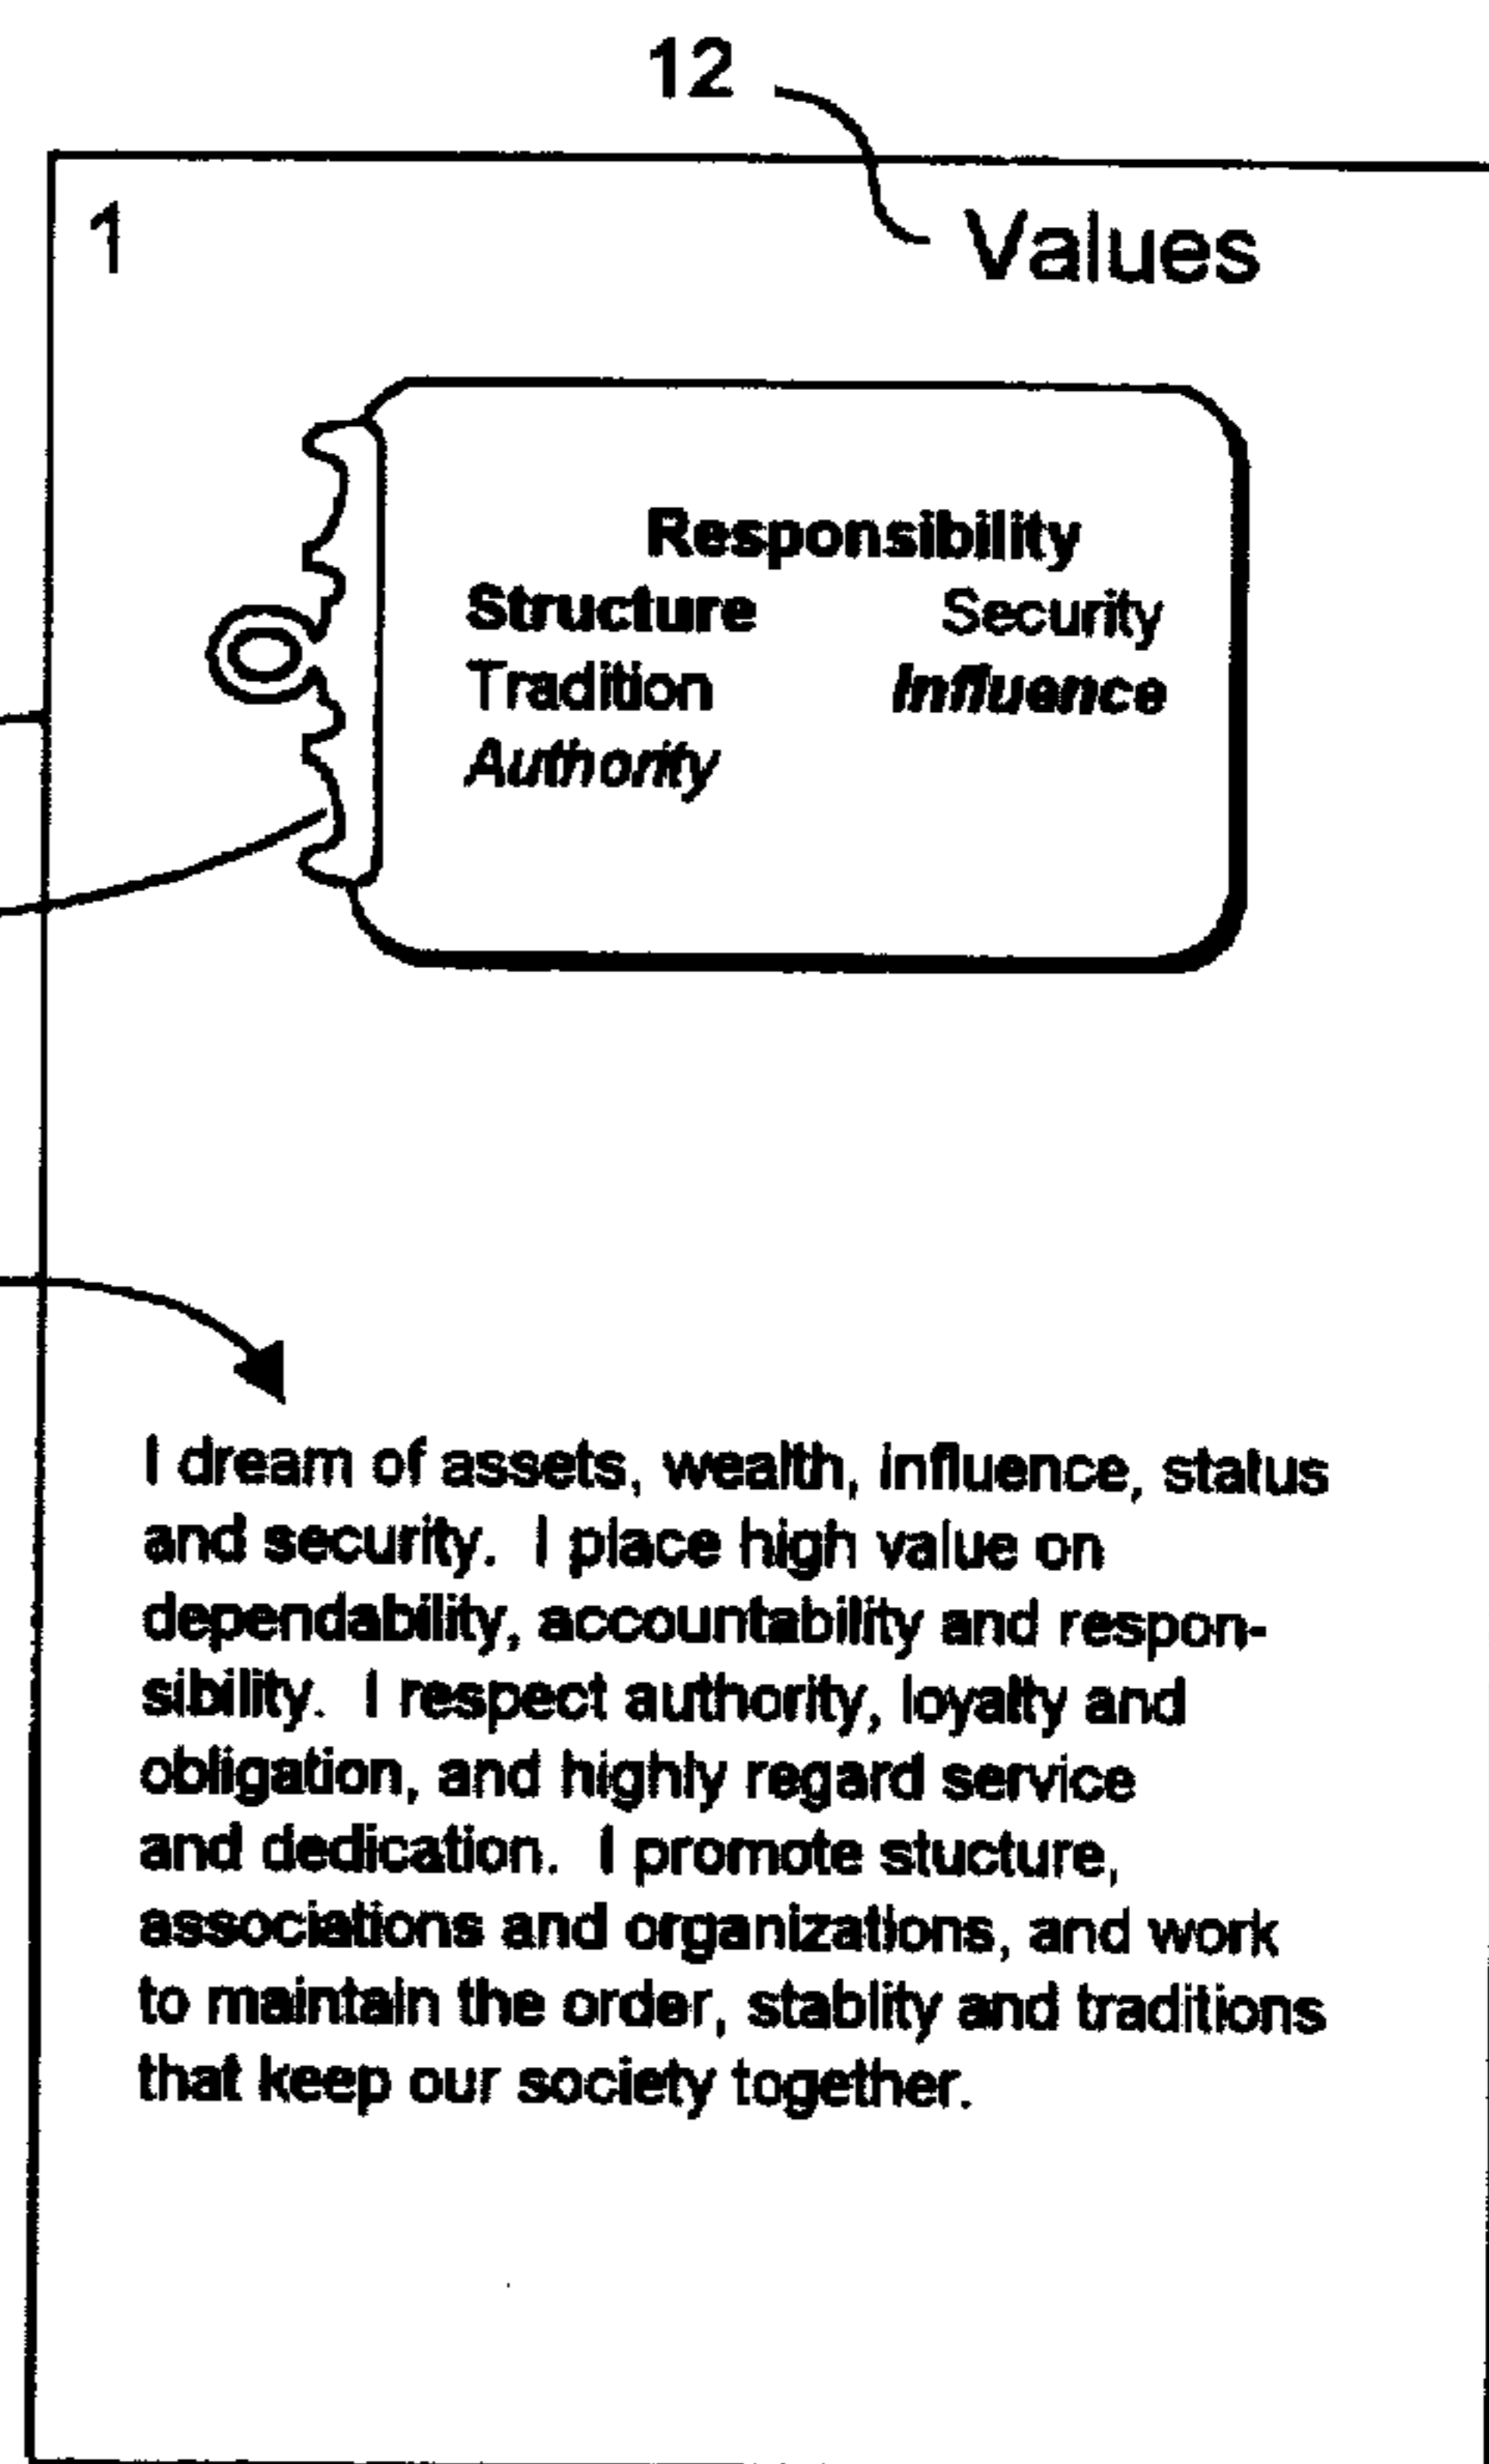 12
1
Values
Responsibility
Structure Security
Tradition Influence
Authority
I dream of assets, wealth, influence, status
and security. I place high value on
dependability, accountability and respon-
sibility. I respect authority, loyalty and
obligation, and highly regard service
and dedication. I promote stucture,
associations and organizations, and work
to maintain the order, stablity and traditions
that keep our society together.